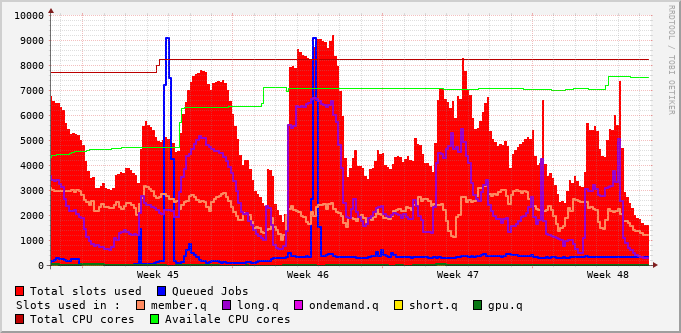 10000
9000
8000
7000
6000
5000
4000
3000
2000
1000
0
Week 45 Week 46 Week 47 Week 48
RRDTOOL / TOBI OETIKER
Total slots used Queued Jobs
Slots used in : member.q long.q ondemand.q short.q gpu.q
Total CPU cores Availale CPU cores